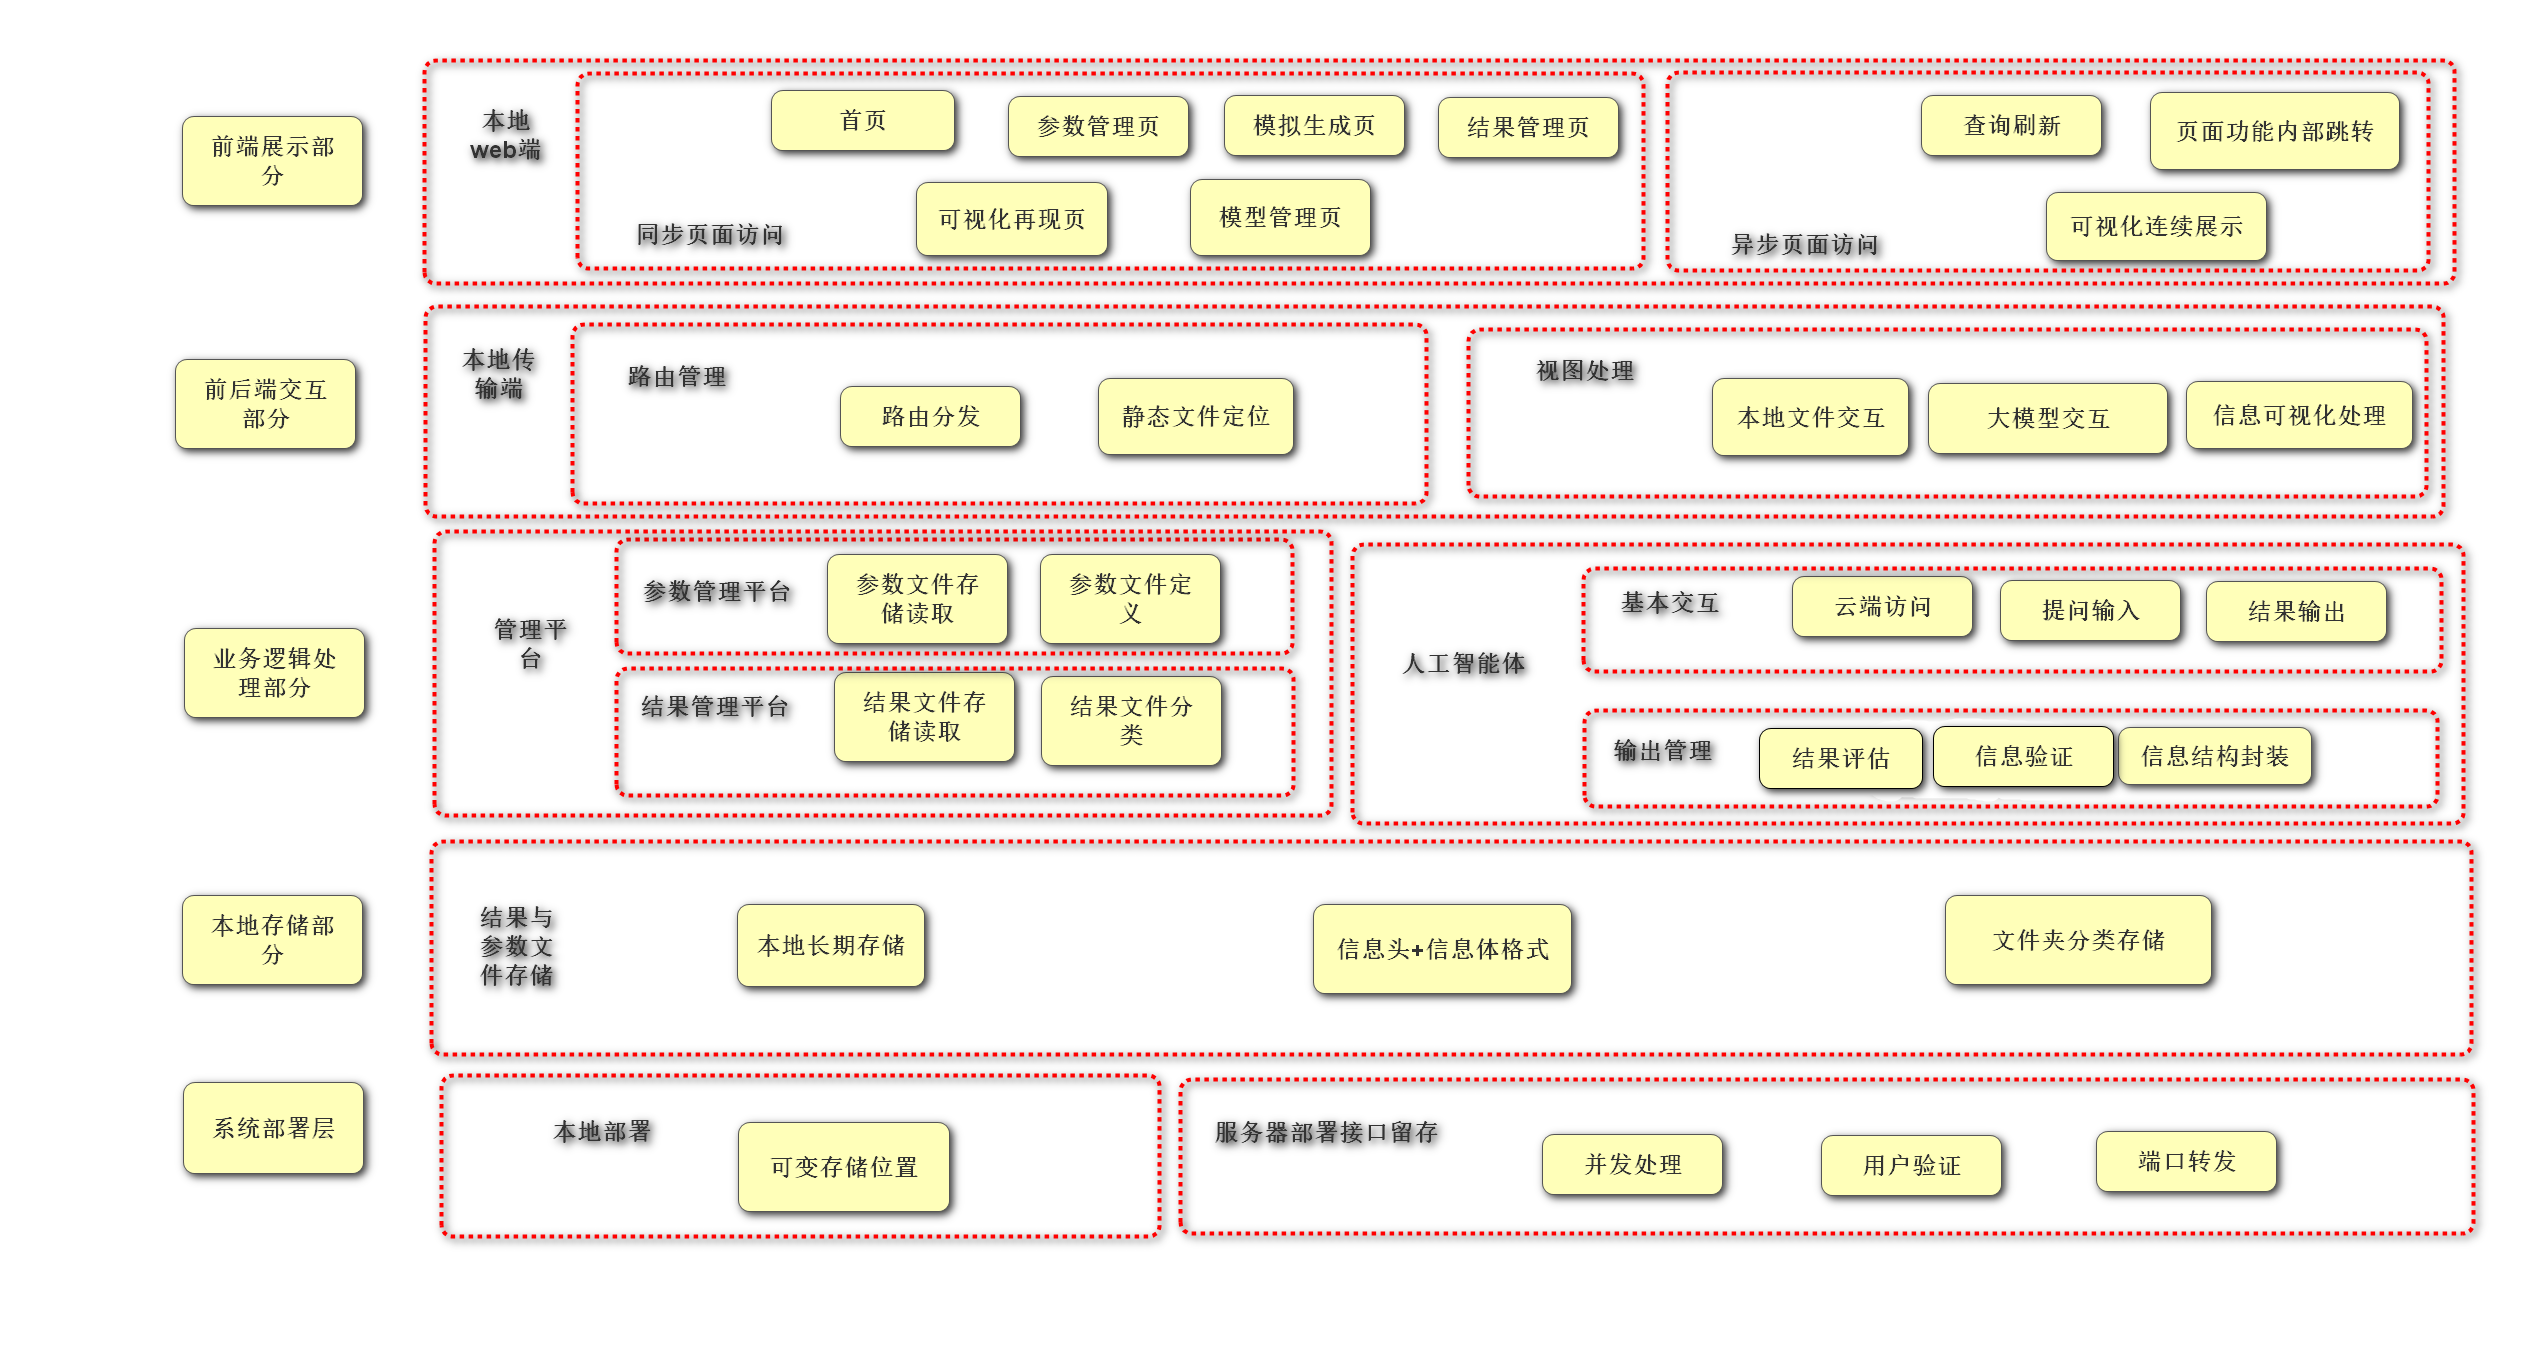 前端展示部
分
本地
web端
首页
参数管理页
模拟生成页
结果管理页
可视化再现页
模型管理页
同步页面访问
查询刷新
页面功能内部跳转
可视化连续展示
异步页面访问
前后端交互
部分
本地传
输端
路由管理
路由分发
静态文件定位
视图处理
本地文件交互
大模型交互
信息可视化处理
业务逻辑处
理部分
管理平
台
参数管理平台
参数文件存
储读取
参数文件定
义
结果管理平台
结果文件存
储读取
结果文件分
类
人工智能体
基本交互
云端访问
提问输入
结果输出
输出管理
结果评估
信息验证
信息结构封装
本地存储部
分
结果与
参数文
件存储
本地长期存储
信息头+信息体格式
文件夹分类存储
系统部署层
本地部署
可变存储位置
服务器部署接口留存
并发处理
用户验证
端口转发